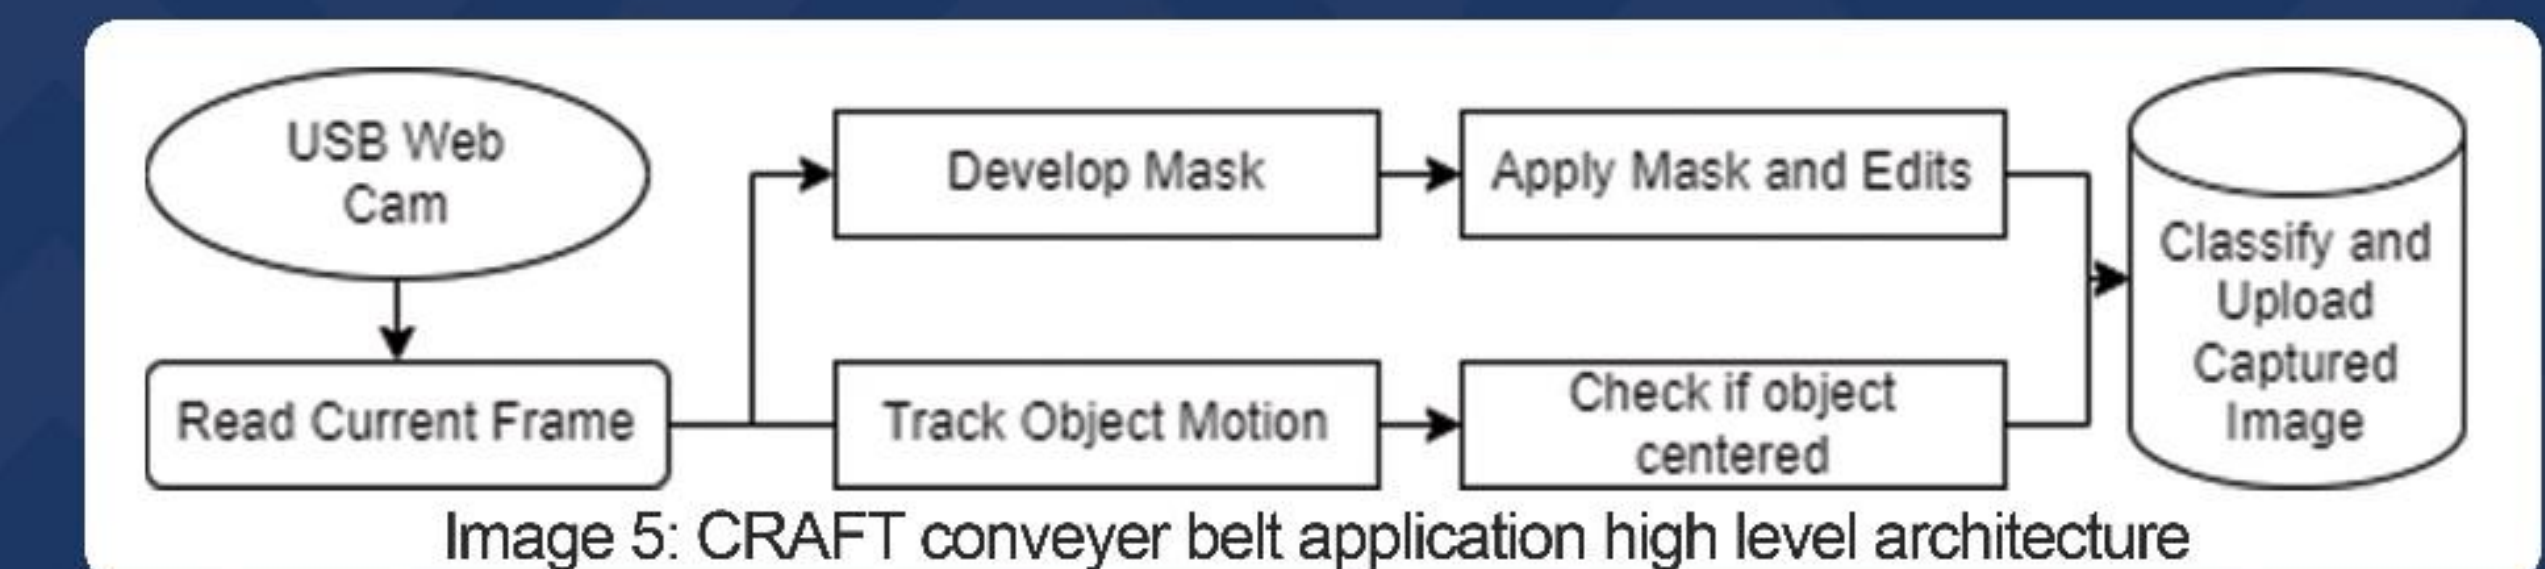 USB Web
Cam
Read Current Frame
Develop Mask
Apply Mask and Edits
Track Object Motion
Check if object
centered
Classify and
Upload
Captured
Image
Image 5: CRAFT conveyer belt application high level architecture